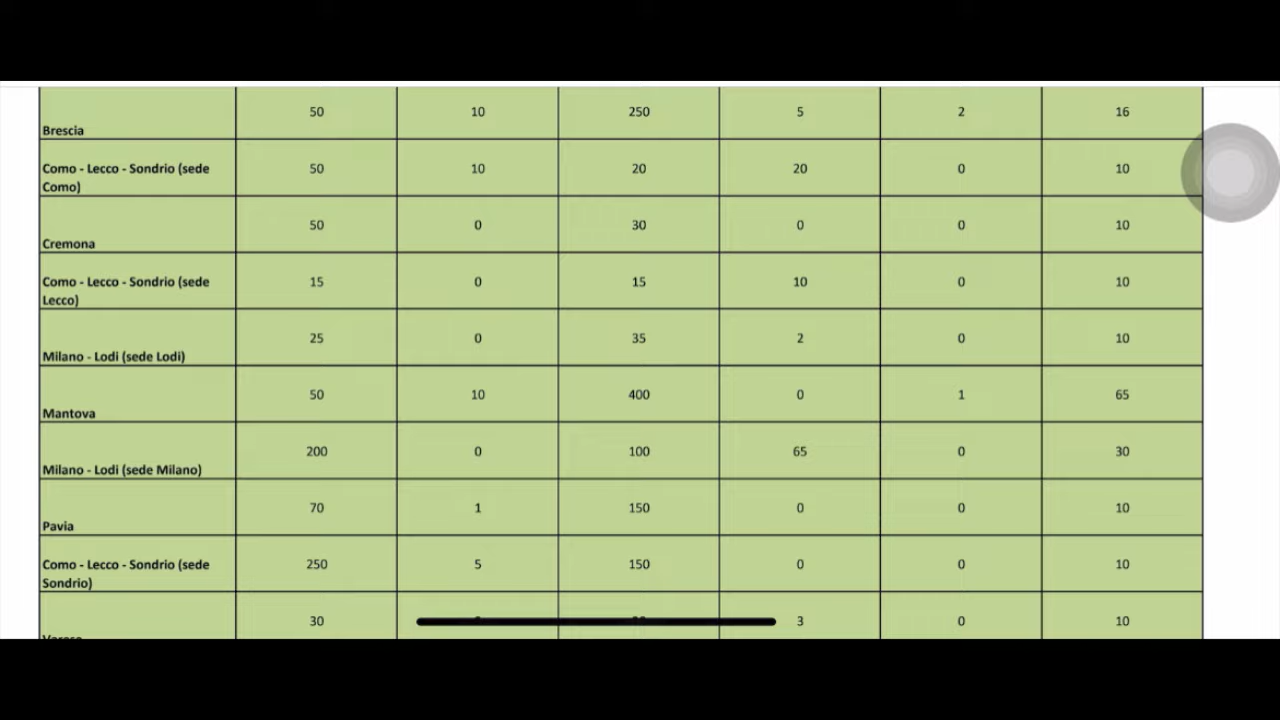 Brescia 50 10 250 5 2 16
Como - Lecco - Sondrio (sede
Como) 50 10 20 20 0 10
Cremona 50 0 30 0 0 10
Como - Lecco - Sondrio (sede
Lecco) 15 0 15 10 0 10
Milano - Lodi (sede Lodi) 25 0 35 2 0 10
Mantova 50 10 400 0 1 65
Milano - Lodi (sede Milano) 200 0 100 65 0 30
Pavia 70 1 150 0 0 10
Como - Lecco - Sondrio (sede
Sondrio) 250 5 150 0 0 10
30 3 0 10